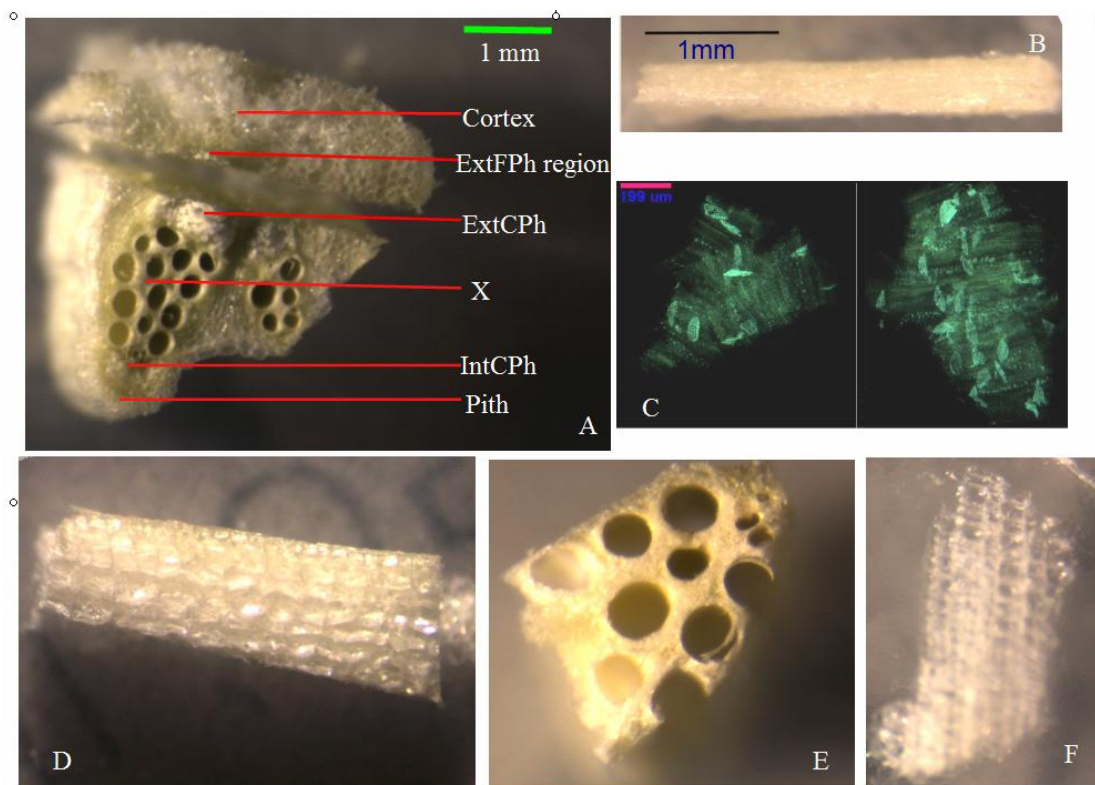 1 mm
Cortex
ExtFPh region
ExtCPh
X
IntCPh
Pith
A
1mm
B
199 um
C
D
E
F